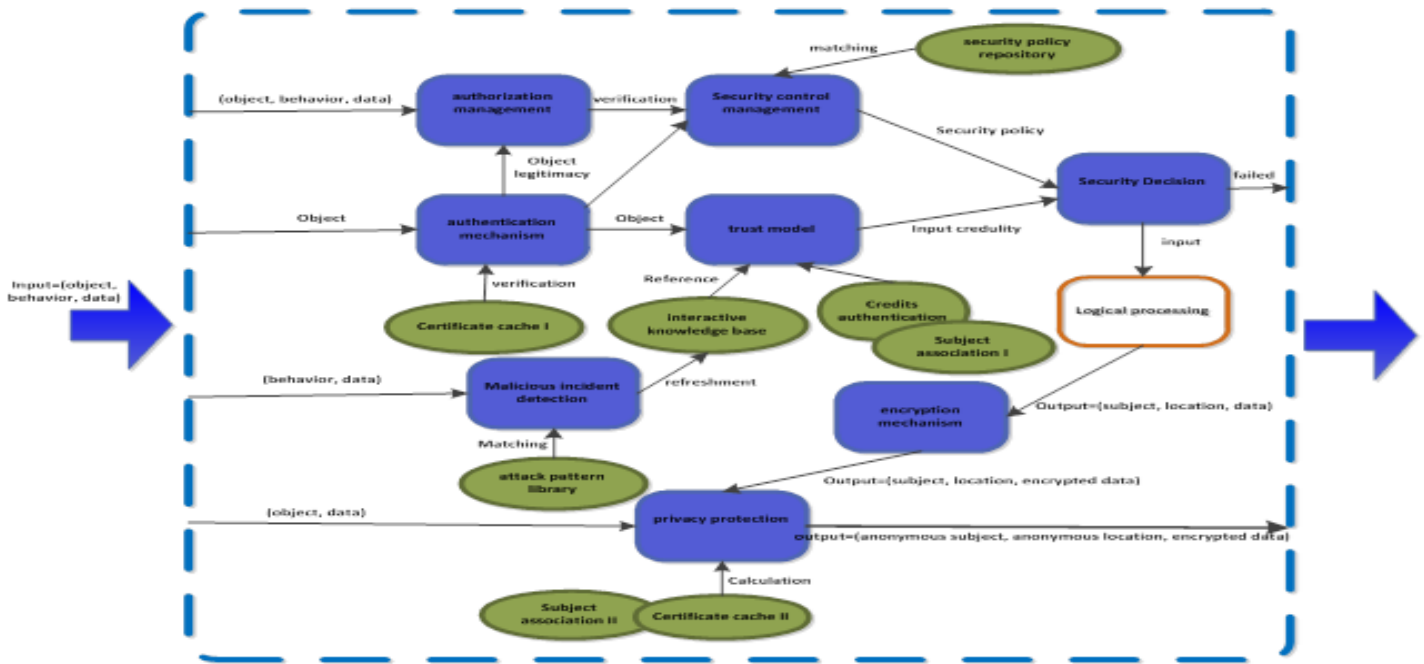 security policy
repository
matching
(object, behavior, data)
authorization
management
verification
Security control
management
Security policy
Object
legitimacy
Security Decision
failed
Object
authentication
mechanism
Object
trust model
Input credulity
input
Input=(object,
behavior, data)
verification
Reference
Certificate cache I
interactive
knowledge base
Credits
authentication
Subject
association I
Logical processing
(behavior, data)
Malicious incident
detection
refreshment
encryption
mechanism
Output=(subject, location, data)
Matching
attack pattern
library
Output=(subject, location, encrypted data)
(object, data)
privacy protection
output=(anonymous subject, anonymous location, encrypted data)
Calculation
Subject
association II
Certificate cache II